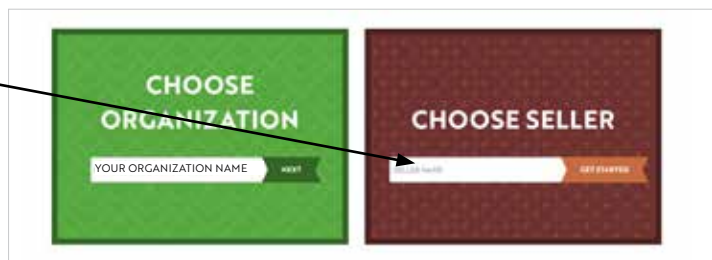 CHOOSE
ORGANIZATION
YOUR ORGANIZATION NAME
NEXT
CHOOSE SELLER
SELLER NAME
GET STARTED